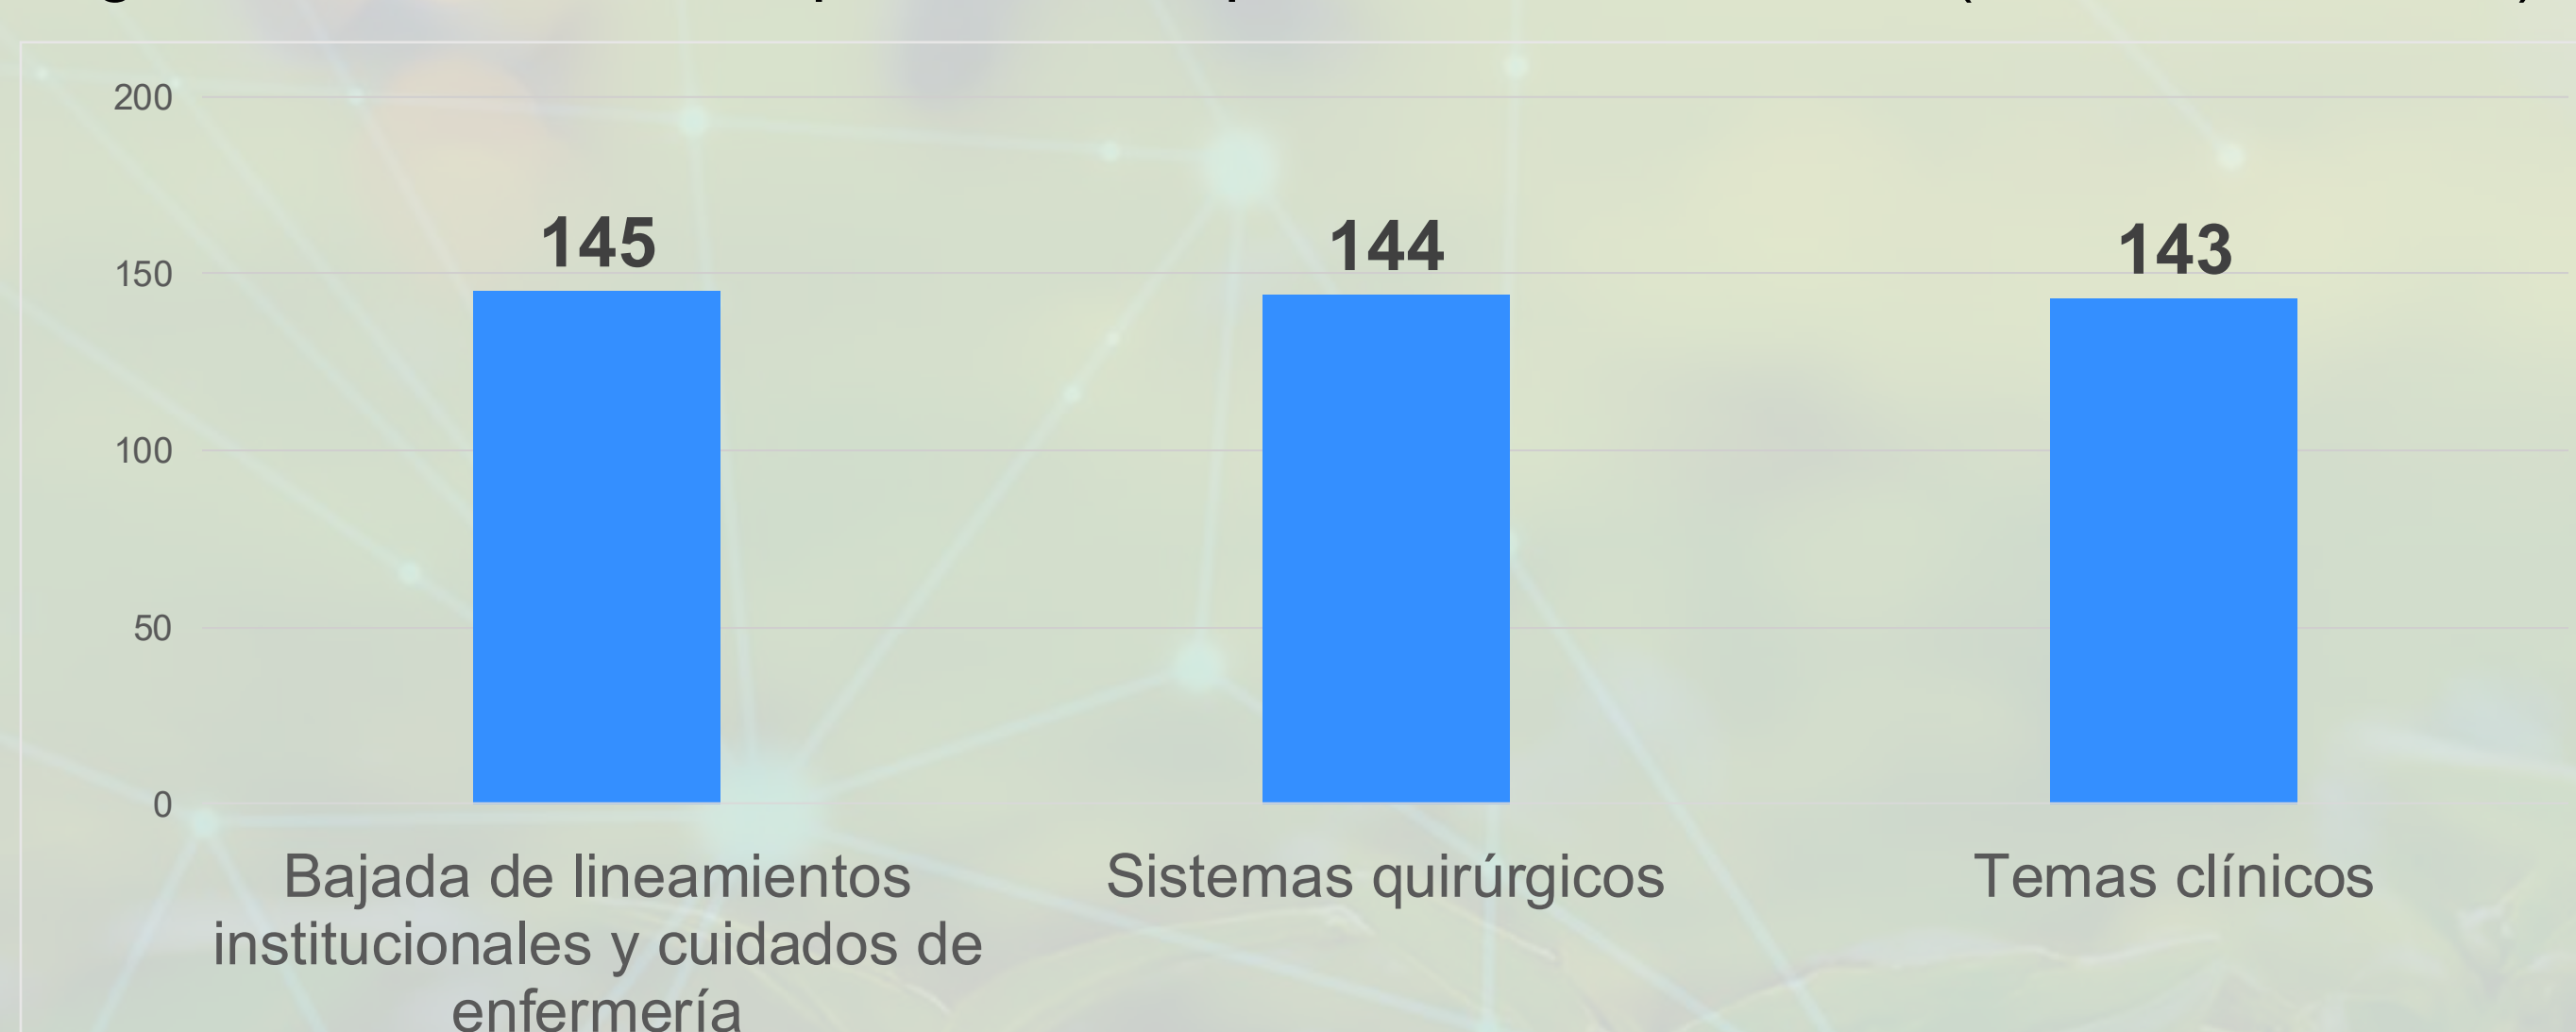 200
150
100
50
0
145
144
143
Bajada de lineamientos
institucionales y cuidados de
enfermería
Sistemas quirúrgicos
Temas clínicos